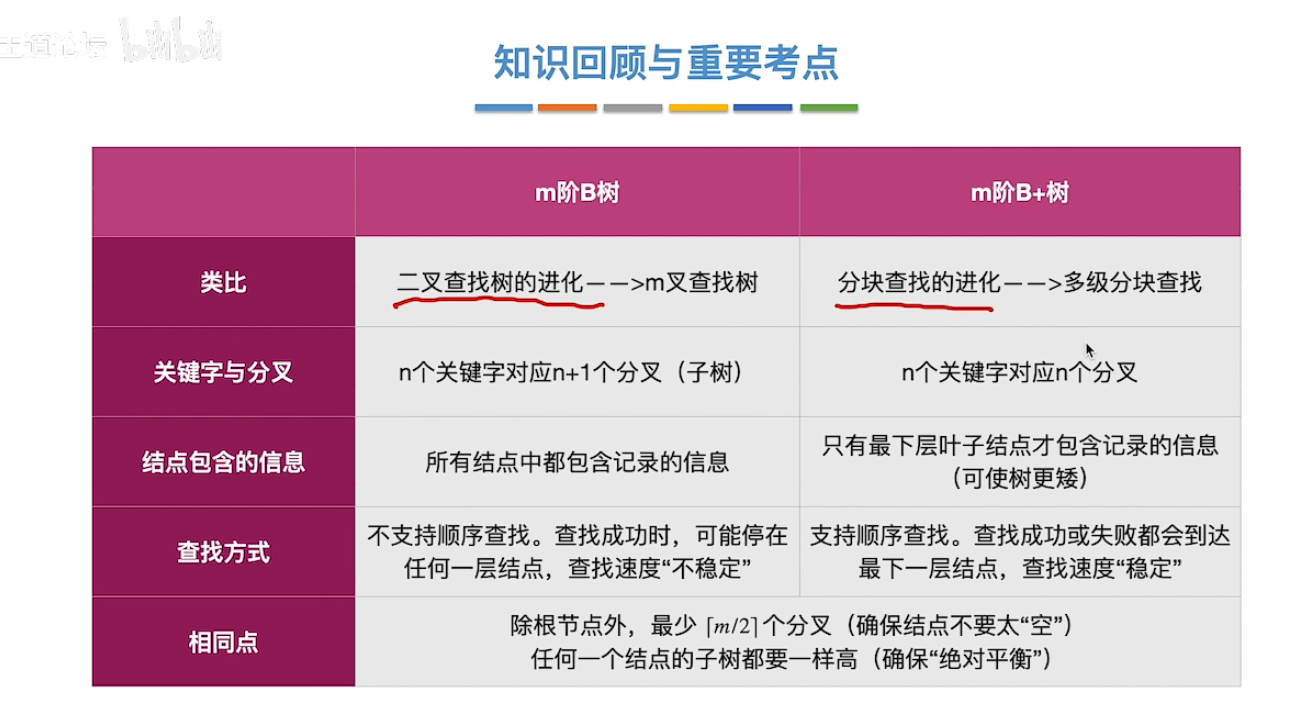 王道论坛 bilibili
知识回顾与重要考点
m阶B树
m阶B+树
类比
二叉查找树的进化——>m叉查找树
分块查找的进化——>多级分块查找
关键字与分叉
n个关键字对应n+1个分叉（子树）
n个关键字对应n个分叉
结点包含的信息
所有结点中都包含记录的信息
只有最下层叶子结点才包含记录的信息
（可使树更矮）
查找方式
不支持顺序查找。查找成功时，可能停在
任何一层结点，查找速度“不稳定”
支持顺序查找。查找成功或失败都会到达
最下一层结点，查找速度“稳定”
相同点
除根节点外，最少 ⌈m/2⌉个分叉（确保结点不要太“空”）
任何一个结点的子树都要一样高（确保“绝对平衡”）